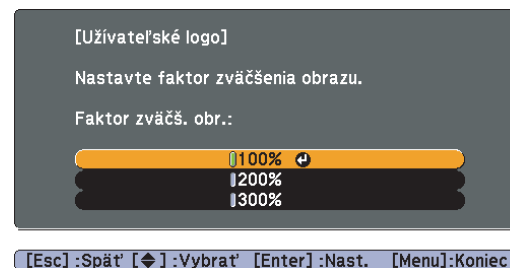 [Užívateľské logo]
Nastavte faktor zväčšenia obrazu.
Faktor zväčš. obr.:
100%
200%
300%
[Esc] :Späť [◆] :Vybrať [Enter] :Nast. [Menu]:Koniec